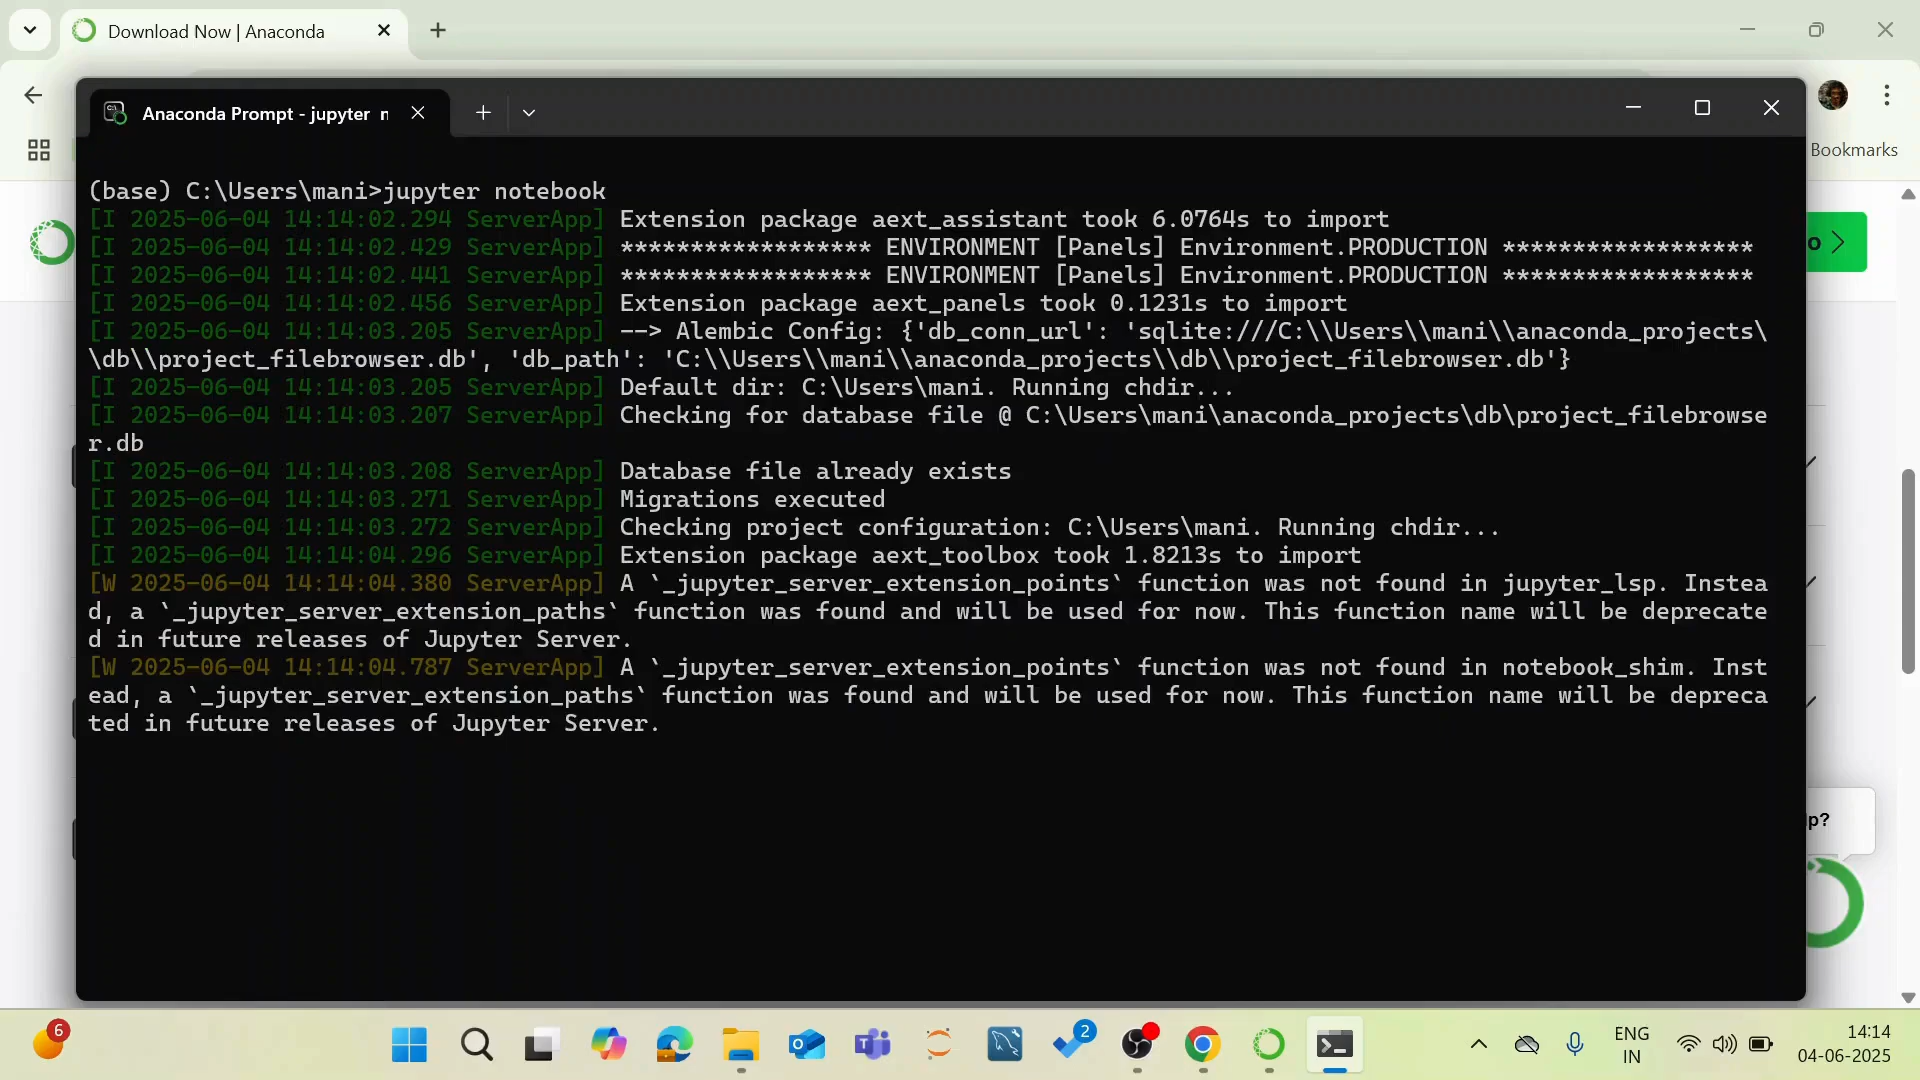 Download Now | Anaconda
Bookmarks
Anaconda Prompt - jupyter n
(base) C:\Users\mani>jupyter notebook
[I 2025-06-04 14:14:02.294 ServerApp] Extension package aext_assistant took 6.0764s to import
[I 2025-06-04 14:14:02.429 ServerApp] ****************** ENVIRONMENT [Panels] Environment.PRODUCTION ******************
[I 2025-06-04 14:14:02.441 ServerApp] ****************** ENVIRONMENT [Panels] Environment.PRODUCTION ******************
[I 2025-06-04 14:14:02.456 ServerApp] Extension package aext_panels took 0.1231s to import
[I 2025-06-04 14:14:03.205 ServerApp] --> Alembic Config: {'db_conn_url': 'sqlite:///C:\\Users\\mani\\anaconda_projects\
\db\\project_filebrowser.db', 'db_path': 'C:\\Users\\mani\\anaconda_projects\\db\\project_filebrowser.db'}
[I 2025-06-04 14:14:03.205 ServerApp] Default dir: C:\Users\mani. Running chdir...
[I 2025-06-04 14:14:03.207 ServerApp] Checking for database file @ C:\Users\mani\anaconda_projects\db\project_filebrowse
r.db
[I 2025-06-04 14:14:03.208 ServerApp] Database file already exists
[I 2025-06-04 14:14:03.271 ServerApp] Migrations executed
[I 2025-06-04 14:14:03.272 ServerApp] Checking project configuration: C:\Users\mani. Running chdir...
[I 2025-06-04 14:14:04.296 ServerApp] Extension package aext_toolbox took 1.8213s to import
[W 2025-06-04 14:14:04.380 ServerApp] A `_jupyter_server_extension_points` function was not found in jupyter_lsp. Instea
d, a `_jupyter_server_extension_paths` function was found and will be used for now. This function name will be deprecate
d in future releases of Jupyter Server.
[W 2025-06-04 14:14:04.787 ServerApp] A `_jupyter_server_extension_points` function was not found in notebook_shim. Inst
ead, a `_jupyter_server_extension_paths` function was found and will be used for now. This function name will be depreca
ted in future releases of Jupyter Server.
o
p?
6
2
ENG
IN
14:14
04-06-2025